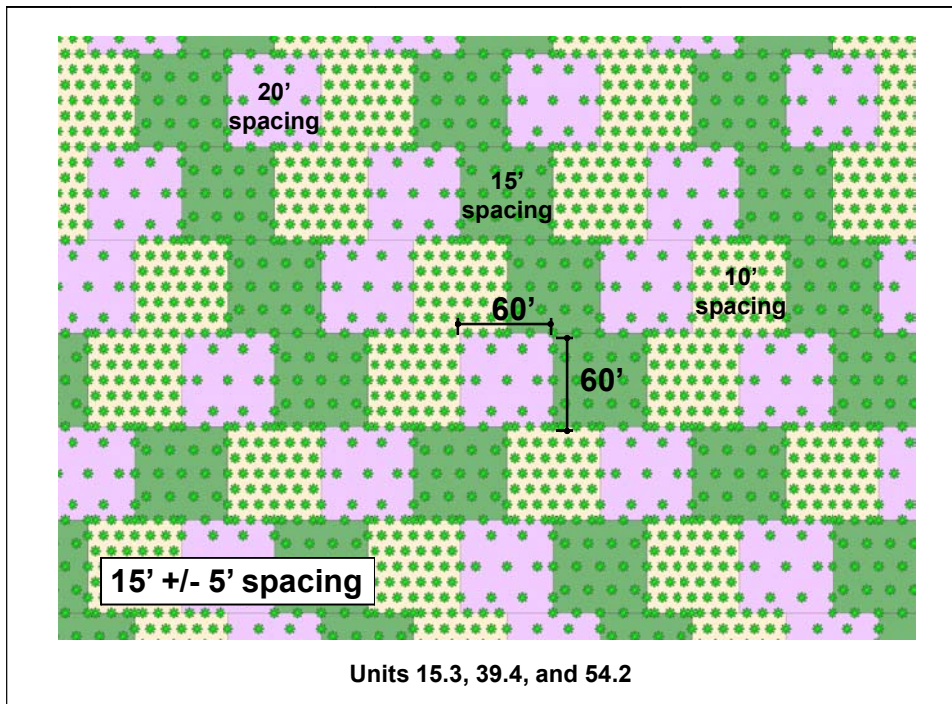 20’
spacing
15’
spacing
10’
spacing
60’
60’
15’ +/- 5’ spacing
Units 15.3, 39.4, and 54.2